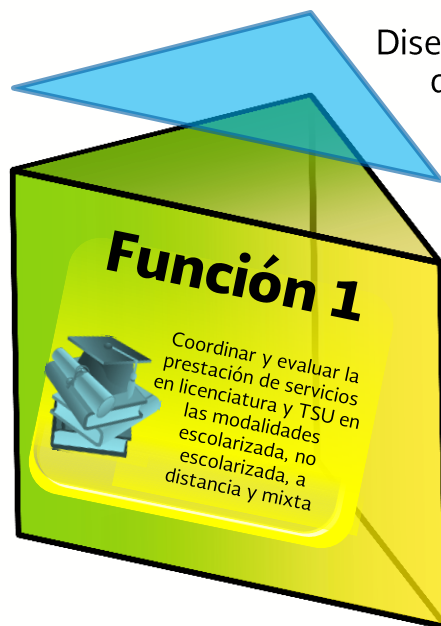 Dise
Función 1
Coordinar y evaluar la
prestación de servicios
en licenciatura y TSU en
las modalidades
escolarizada, no
escolarizada, a
distancia y mixta